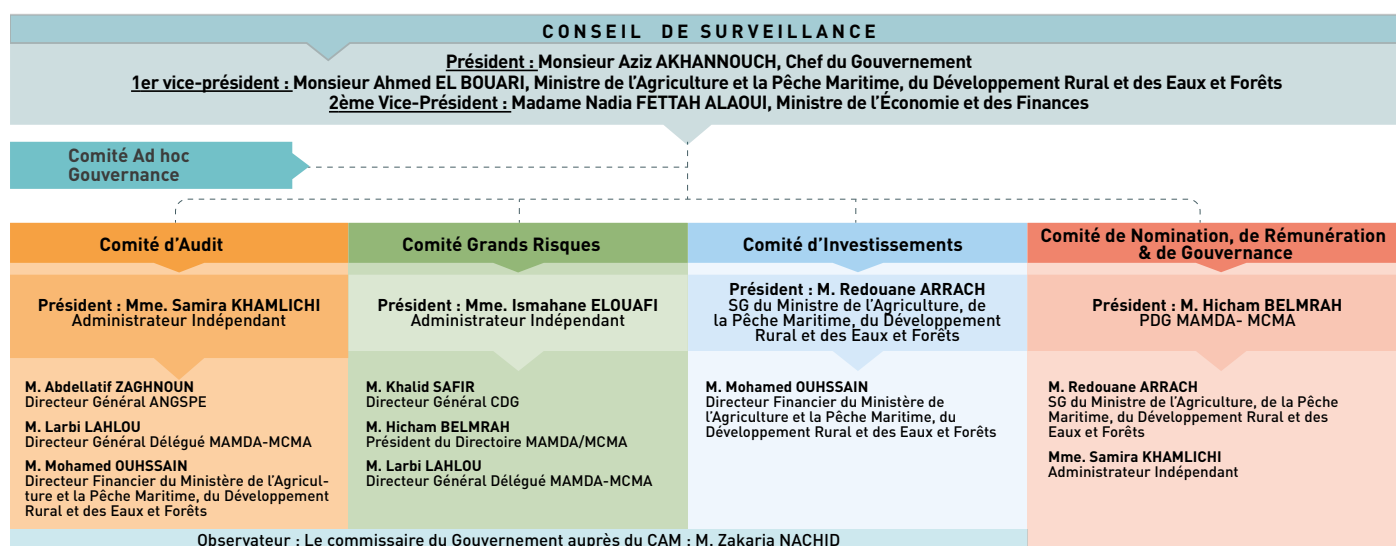 CONSEIL DE SURVEILLANCE
Président : Monsieur Aziz AKHANNOUCH, Chef du Gouvernement
1er vice-président : Monsieur Ahmed EL BOUARI, Ministre de l'Agriculture et la Pêche Maritime, du Développement Rural et des Eaux et Forêts
2ème Vice-Président : Madame Nadia FETTAH ALAOUI, Ministre de l'Économie et des Finances
Comité Ad hoc
Gouvernance
Comité d'Audit
Président : Mme. Samira KHAMLICHI
Administrateur Indépendant
M. Abdellatif ZAGHNOUN
Directeur Général ANGSPE
M. Larbi LAHLOU
Directeur Général Délégué MAMDA-MCMA
M. Mohamed OUHSSAIN
Directeur Financier du Ministère de l'Agricul-
ture et la Pêche Maritime, du Développement
Rural et des Eaux et Forêts
Comité Grands Risques
Président : Mme. Ismahane ELOUAFI
Administrateur Indépendant
M. Khalid SAFIR
Directeur Général CDG
M. Hicham BELMRAH
Président du Directoire MAMDA/MCMA
M. Larbi LAHLOU
Directeur Général Délégué MAMDA-MCMA
Comité d'Investissements
Président : M. Redouane ARRACH
SG du Ministre de l'Agriculture, de
la Pêche Maritime, du Développement
Rural et des Eaux et Forêts
M. Mohamed OUHSSAIN
Directeur Financier du Ministère de
l'Agriculture et la Pêche Maritime, du
Développement Rural et des Eaux et Forêts
Comité de Nomination, de Rémunération
& de Gouvernance
Président : M. Hicham BELMRAH
PDG MAMDA- MCMA
M. Redouane ARRACH
SG du Ministre de l'Agriculture, de la Pêche
Maritime, du Développement Rural et des
Eaux et Forêts
Mme. Samira KHAMLICHI
Administrateur Indépendant
Observateur : Le commissaire du Gouvernement auprès du CAM : M. Zakaria NACHID